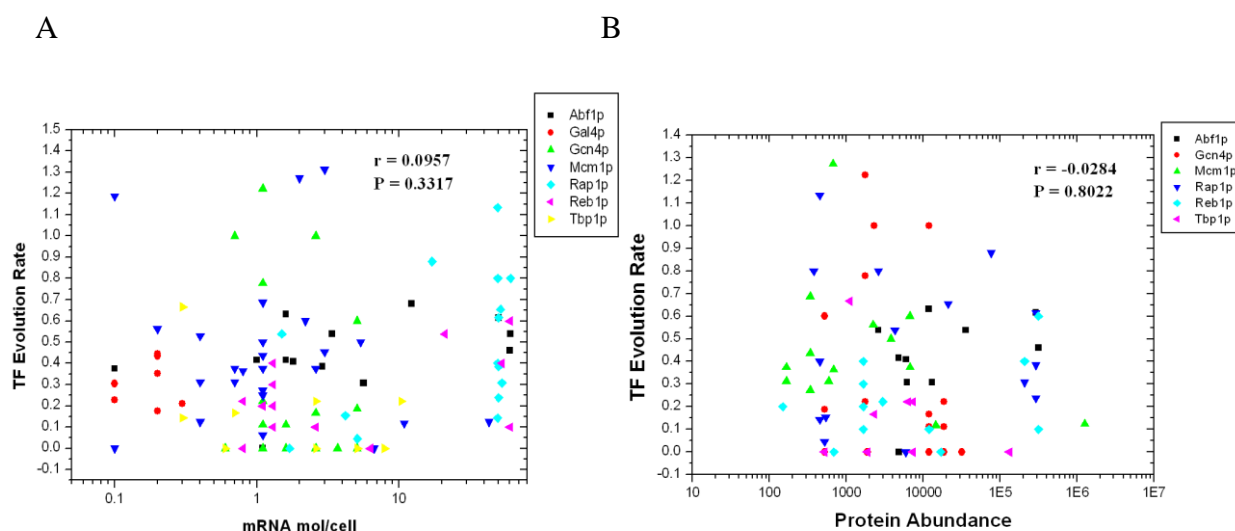 A
B
Abf1p
Gal4p
Gcn4p
Mcm1p
Rap1p
Reb1p
Tbp1p
r = 0.0957
P = 0.3317
TF Evolution Rate
1.5
1.4
1.3
1.2
1.1
1.0
0.9
0.8
0.7
0.6
0.5
0.4
0.3
0.2
0.1
0.0
-0.1
0.1
1
10
mRNA mol/cell
Abf1p
Gcn4p
Mcm1p
Rap1p
Reb1p
Tbp1p
r = -0.0284
P = 0.8022
TF Evolution Rate
1.4
1.3
1.2
1.1
1.0
0.9
0.8
0.7
0.6
0.5
0.4
0.3
0.2
0.1
0.0
-0.1
10
100
1000
10000
1E5
1E6
1E7
Protein Abundance